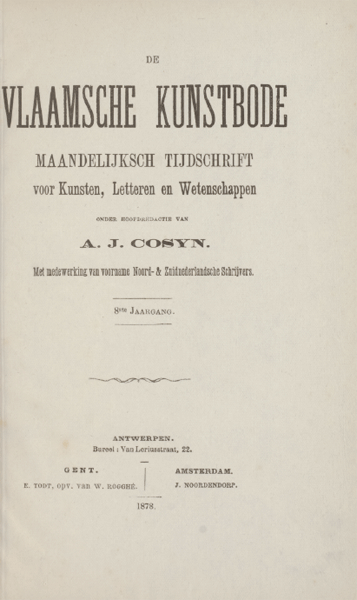 DE
VLAAMSCHE KUNSTBODE
MAANDELIJKSCH TIJDSCHRIFT
voor Kunsten, Letteren en Wetenschappen
ONDER HOOFDREDACTIE VAN
A. J. COSYN.
Met medewerking van voorname Noord- & Zuidnederlandsche Schrijvers.
8ste JAARGANG.
ANTWERPEN.
Bureel: Van Leriusstraat, 22.
GENT.
E. TODT, opv. van W. ROGGHÉ.
AMSTERDAM.
J. NOORDENDORP.
1878.